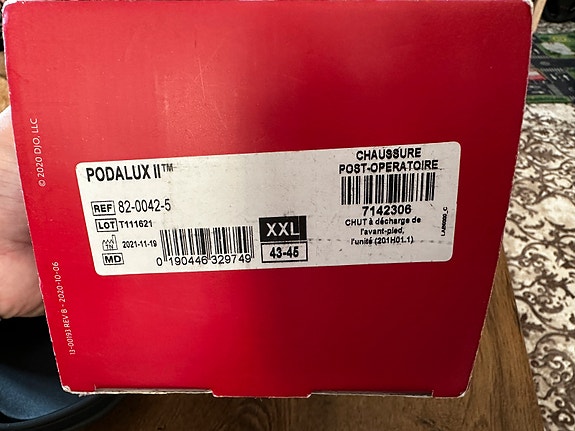 © 2020 DJO, LLC
PODALUX II™
REF 82-0042-5
LOT T111621
2021-11-19
MD
0 190446 329749
XXL
43-45
CHAUSSURE
POST-OPERATOIRE
7142306
CHUT à décharge de
l'avant-pied,
l'unité (201H01.1)
13-00193 REV B - 2020-10-06